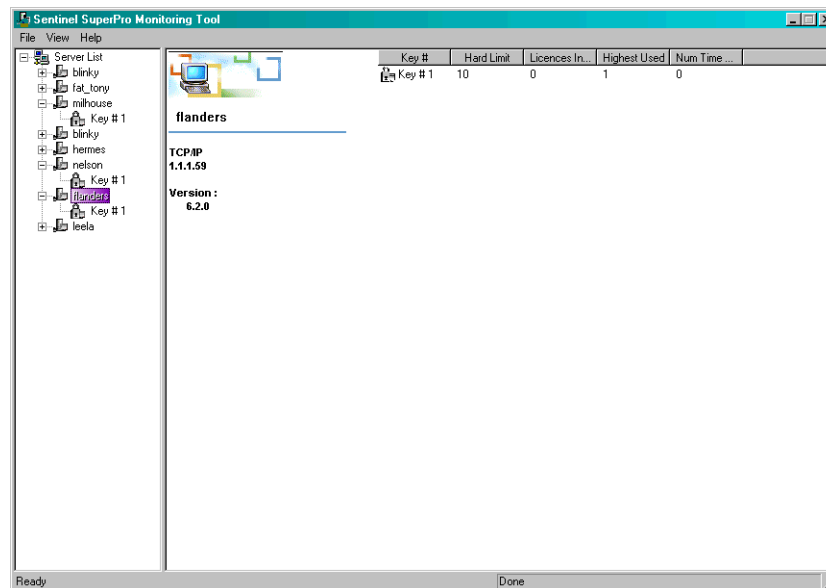 Sentinel SuperPro Monitoring Tool
File View Help
Server List
blinky
fat_tony
milhouse
Key # 1
blinky
hermes
nelson
Key # 1
flanders
Key # 1
leela
flanders
TCP/IP
1.1.1.59
Version :
6.2.0
Key # Hard Limit Licences In... Highest Used Num Time ...
Key # 1 10 0 1 0
Ready Done